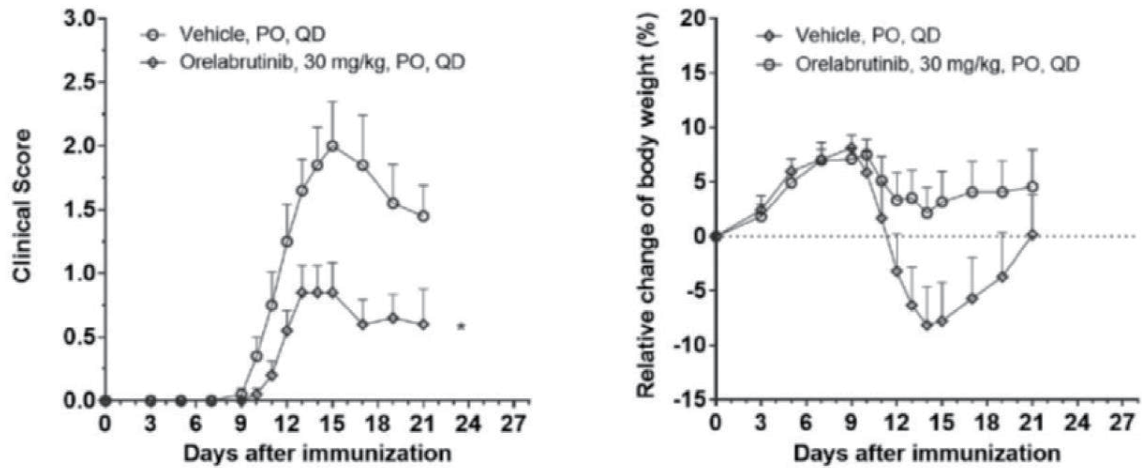 Clinical Score
3.0
2.5
2.0
1.5
1.0
0.5
0.0
Vehicle, PO, QD
Orelabrutinib, 30 mg/kg, PO, QD
*
0 3 6 9 12 15 18 21 24 27
Days after immunization
Relative change of body weight (%)
20
15
10
5
0
-5
-10
-15
Vehicle, PO, QD
Orelabrutinib, 30 mg/kg, PO, QD
0 3 6 9 12 15 18 21 24 27
Days after immunization